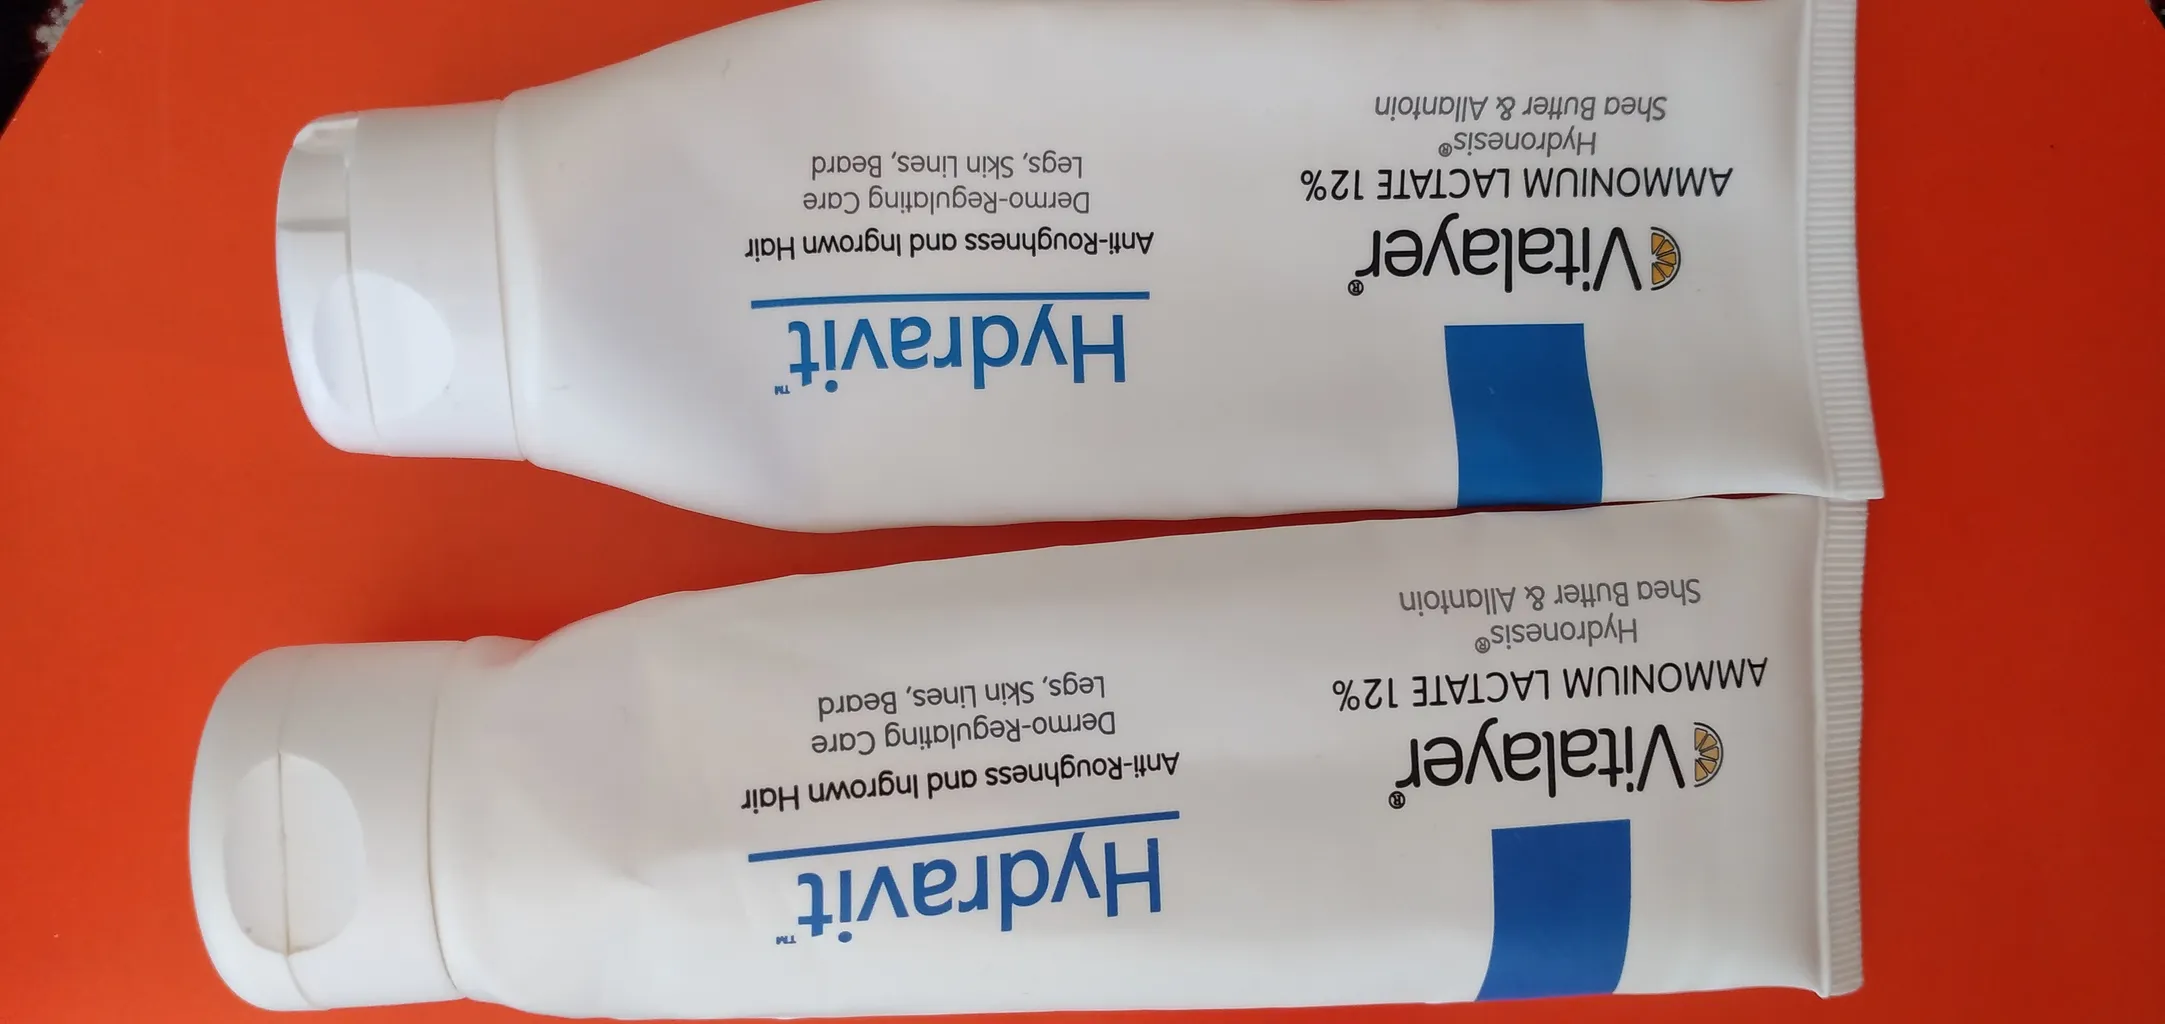 Vitalayer®
AMMONIUM LACTATE 12%
Hydronesis®
Shea Butter & Allantoin
Hydravit™
Anti-Roughness and Ingrown Hair
Dermo-Regulating Care
Legs, Skin Lines, Beard
Vitalayer®
AMMONIUM LACTATE 12%
Hydronesis®
Shea Butter & Allantoin
Hydravit™
Anti-Roughness and Ingrown Hair
Dermo-Regulating Care
Legs, Skin Lines, Beard